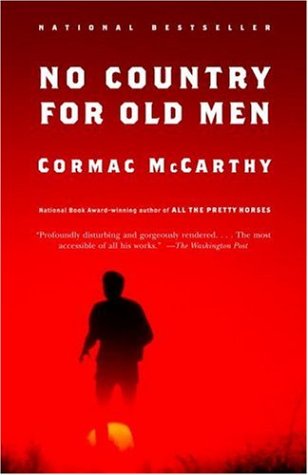 NATIONAL BESTSELLER
NO COUNTRY
FOR OLD MEN
CORMAC McCARTHY
National Book Award-winning author of ALL THE PRETTY HORSES
"Profoundly disturbing and gorgeously rendered. . . . The most
accessible of all his works." —The Washington Post